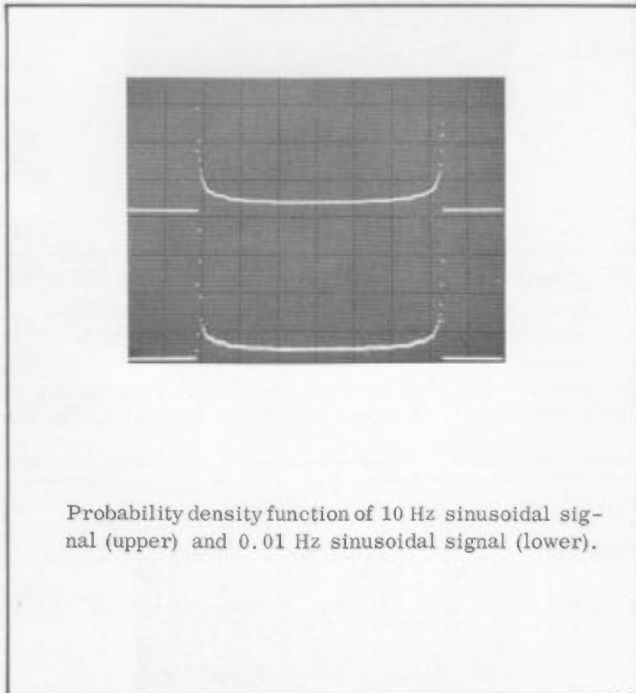 Probability density function of 10 Hz sinusoidal sig-
nal (upper) and 0.01 Hz sinusoidal signal (lower).